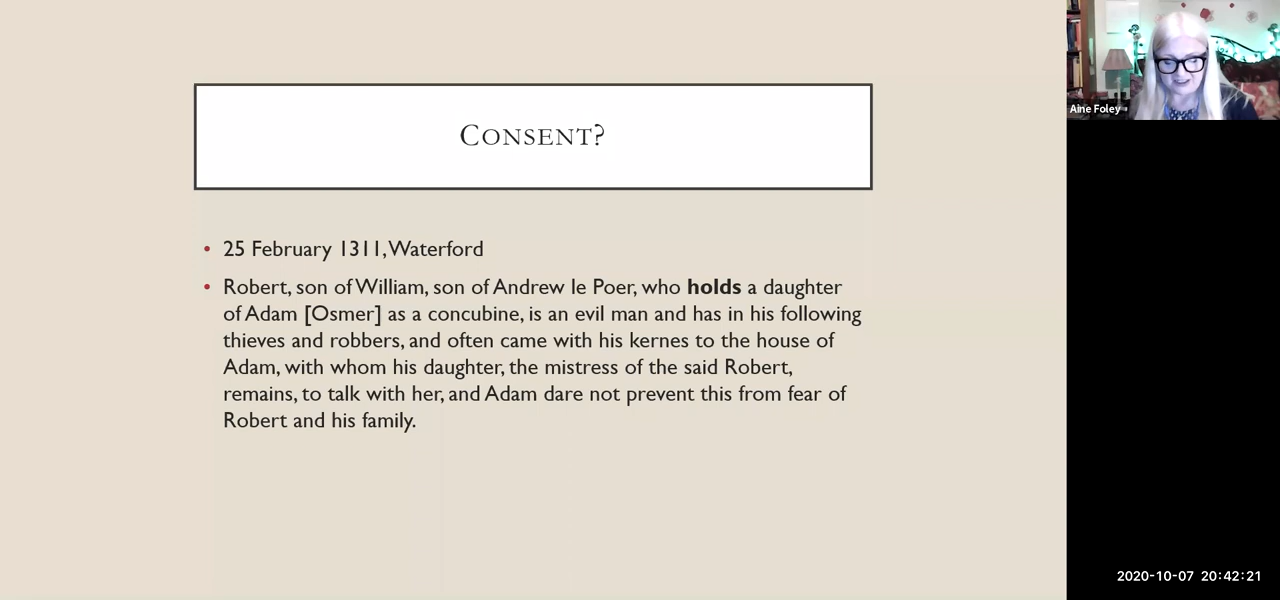 CONSENT?
• 25 February 1311, Waterford
• Robert, son of William, son of Andrew le Poer, who holds a daughter
of Adam [Osmer] as a concubine, is an evil man and has in his following
thieves and robbers, and often came with his kernes to the house of
Adam, with whom his daughter, the mistress of the said Robert,
remains, to talk with her, and Adam dare not prevent this from fear of
Robert and his family.
Aine Foley
2020-10-07 20:42:21